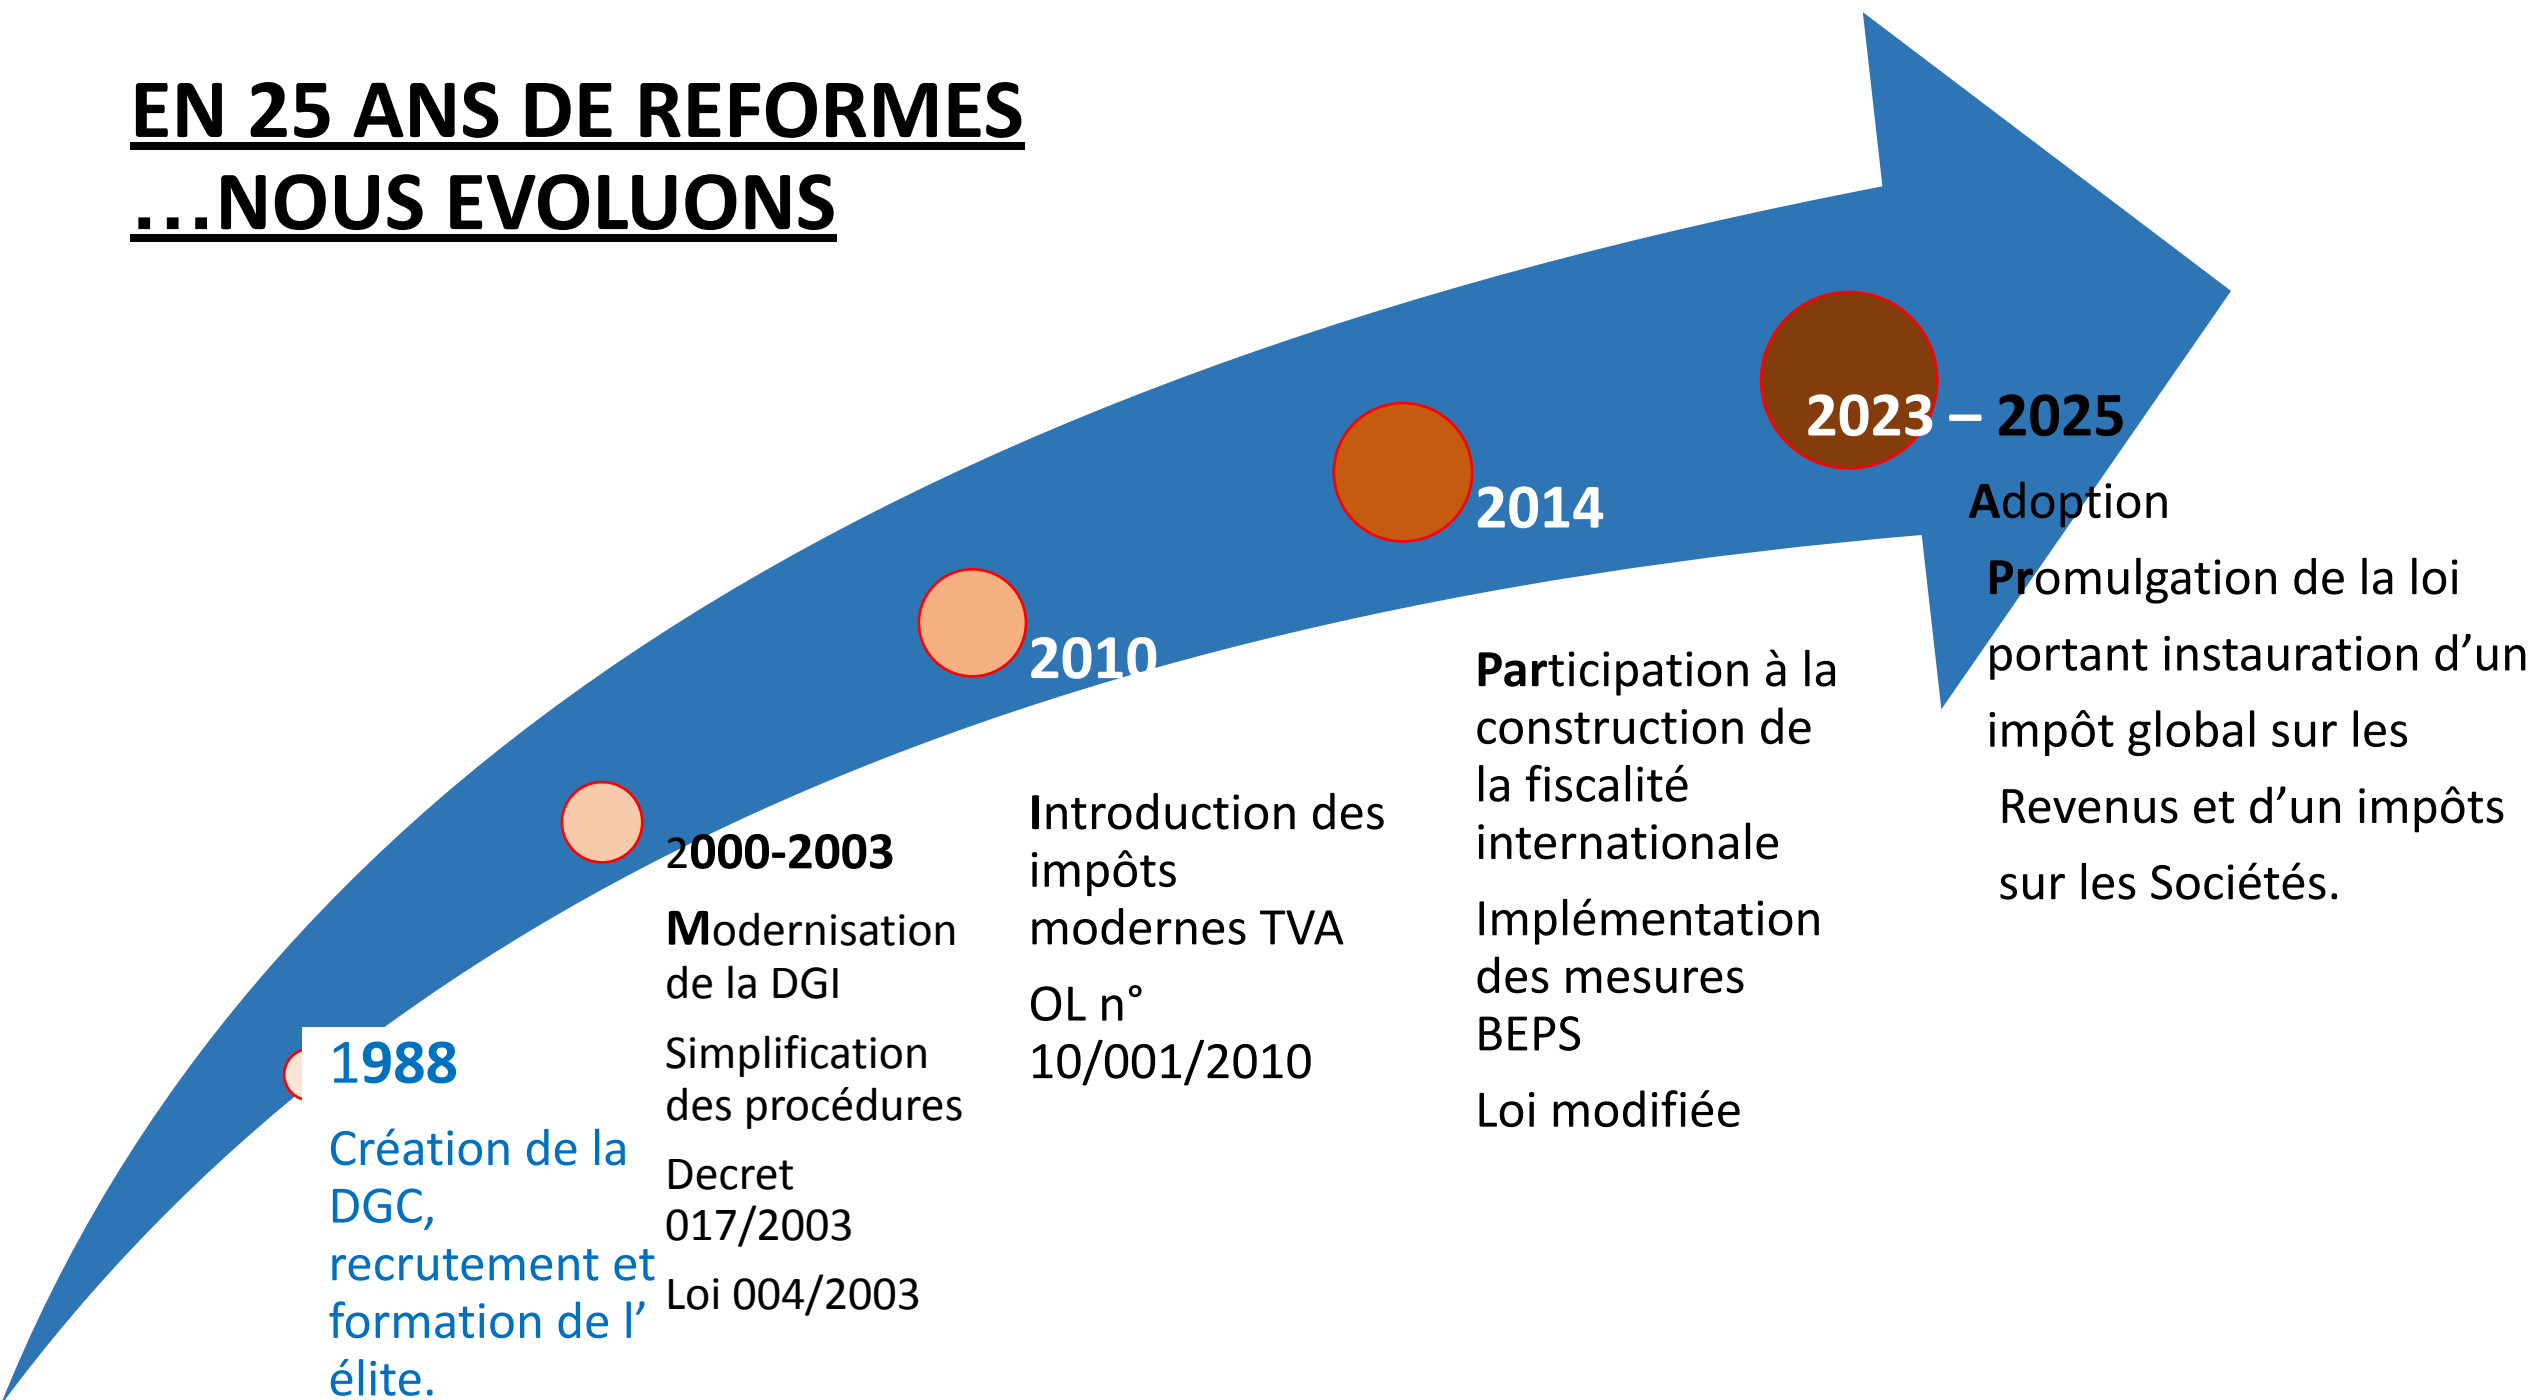 EN 25 ANS DE REFORMES
…NOUS EVOLUONS
1988
Création de la
DGC,
recrutement et
formation de l’
élite.
2000-2003
Modernisation
de la DGI
Simplification
des procédures
Decret
017/2003
Loi 004/2003
2010
Introduction des
impôts
modernes TVA
OL n°
10/001/2010
2014
Participation à la
construction de
la fiscalité
internationale
Implémentation
des mesures
BEPS
Loi modifiée
2023 – 2025
Adoption
Promulgation de la loi
portant instauration d’un
impôt global sur les
Revenus et d’un impôts
sur les Sociétés.